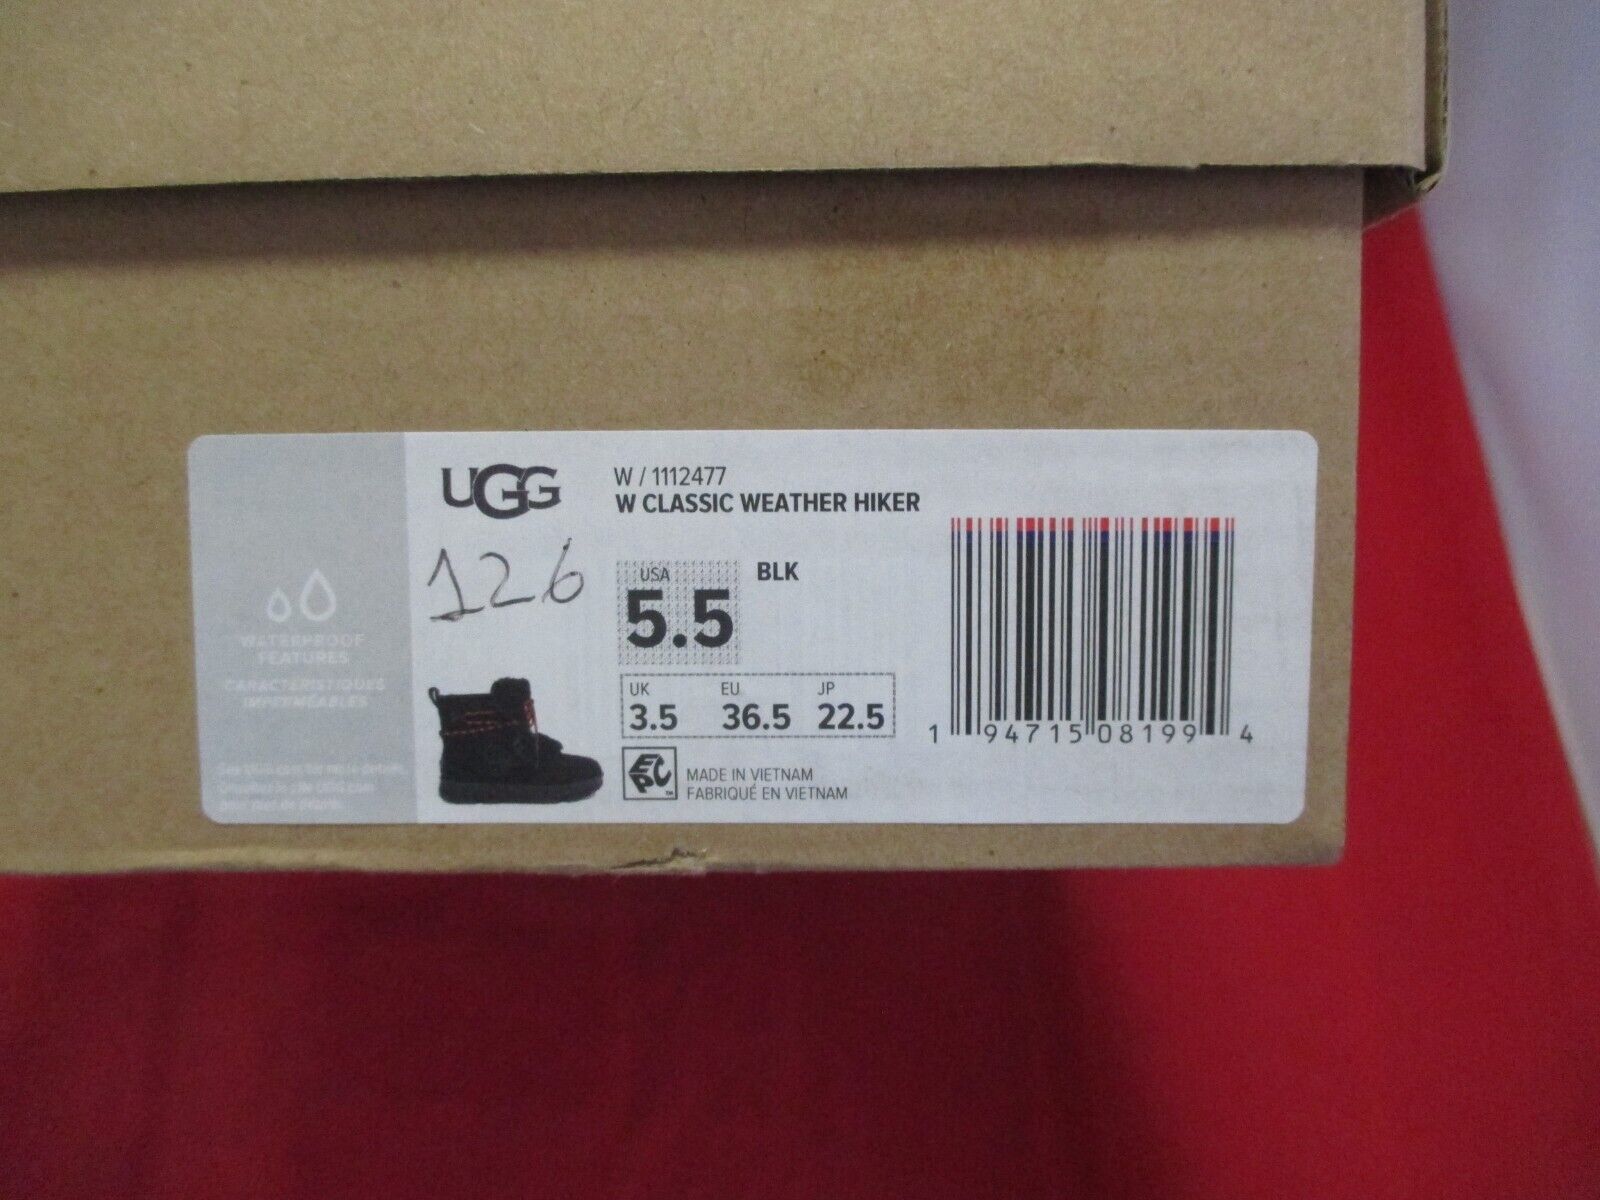 UGG
126
W / 1112477
W CLASSIC WEATHER HIKER
USA
5.5
BLK
UK EU JP
3.5 36.5 22.5
EPC
MADE IN VIETNAM
FABRIQUÉ EN VIETNAM
1 94715 08199 4
WATERPROOF
FEATURES
CARACTÉRISTIQUES
IMPERMÉABLES